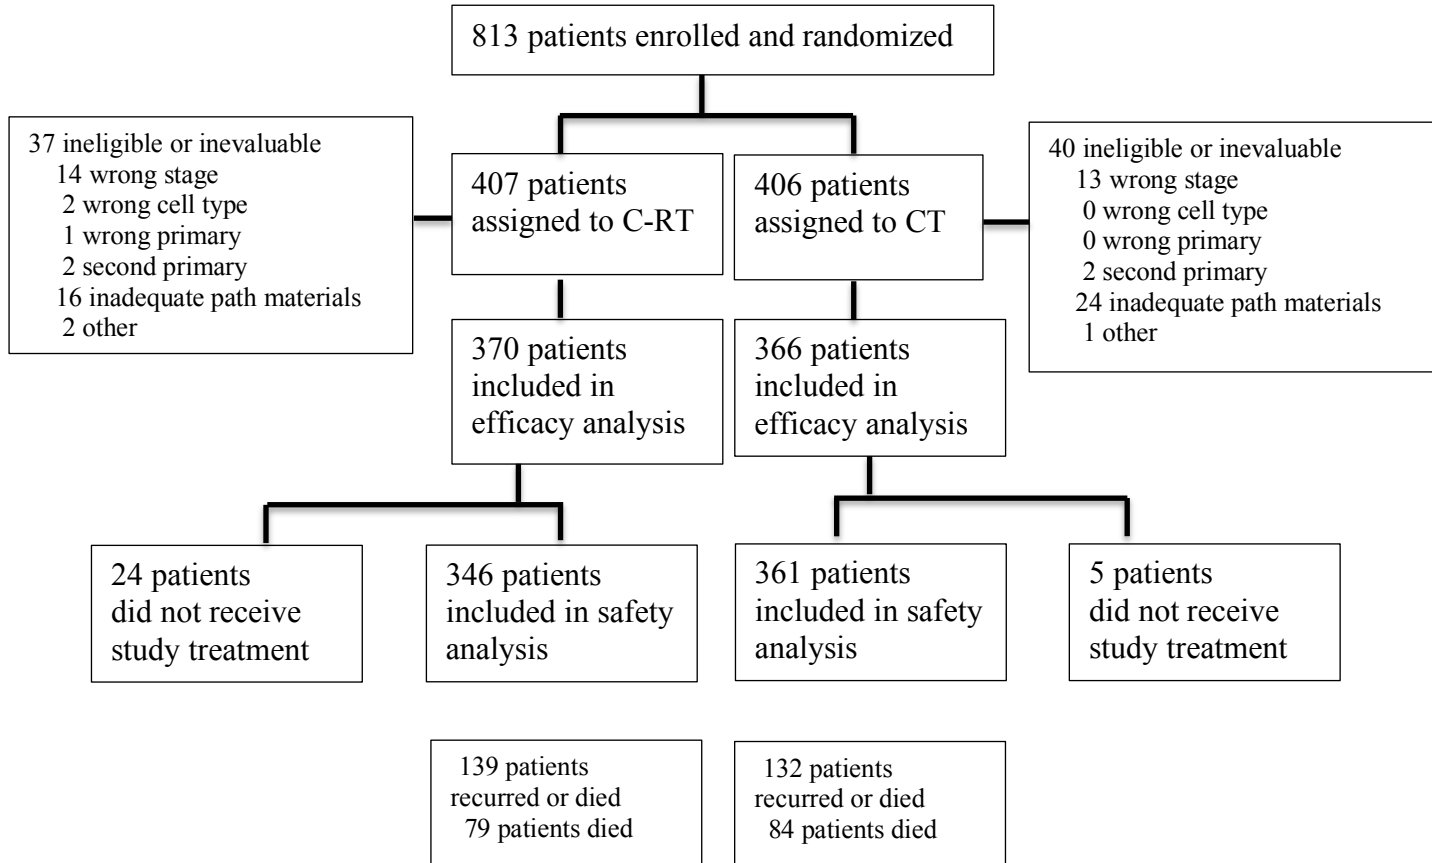 813 patients enrolled and randomized
37 ineligible or inevaluable
14 wrong stage
2 wrong cell type
1 wrong primary
2 second primary
16 inadequate path materials
2 other
407 patients
assigned to C-RT
406 patients
assigned to CT
40 ineligible or inevaluable
13 wrong stage
0 wrong cell type
0 wrong primary
2 second primary
24 inadequate path materials
1 other
370 patients
included in
efficacy analysis
366 patients
included in
efficacy analysis
24 patients
did not receive
study treatment
346 patients
included in safety
analysis
361 patients
included in safety
analysis
5 patients
did not receive
study treatment
139 patients
recurred or died
79 patients died
132 patients
recurred or died
84 patients died